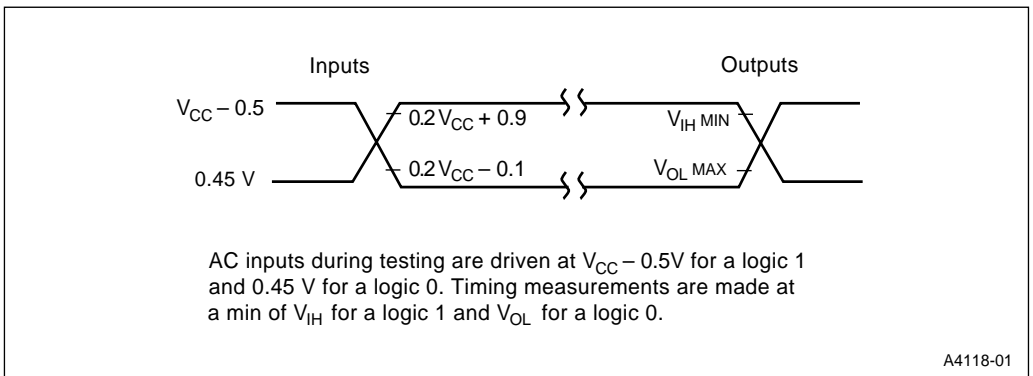 Inputs Outputs
V_CC – 0.5 0.2 V_CC + 0.9 V_IH MIN
0.45 V 0.2 V_CC – 0.1 V_OL MAX
AC inputs during testing are driven at V_CC – 0.5V for a logic 1
and 0.45 V for a logic 0. Timing measurements are made at
a min of V_IH for a logic 1 and V_OL for a logic 0.
A4118-01